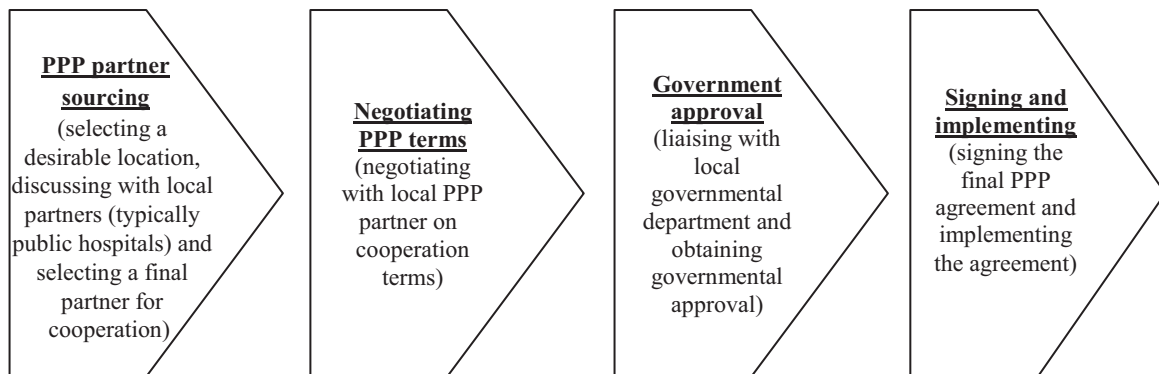 PPP partner
sourcing
(selecting a
desirable location,
discussing with local
partners (typically
public hospitals) and
selecting a final
partner for
cooperation)
Negotiating
PPP terms
(negotiating
with local PPP
partner on
cooperation
terms)
Government
approval
(liaising with
local
governmental
department and
obtaining
governmental
approval)
Signing and
implementing
(signing the
final PPP
agreement and
implementing
the agreement)